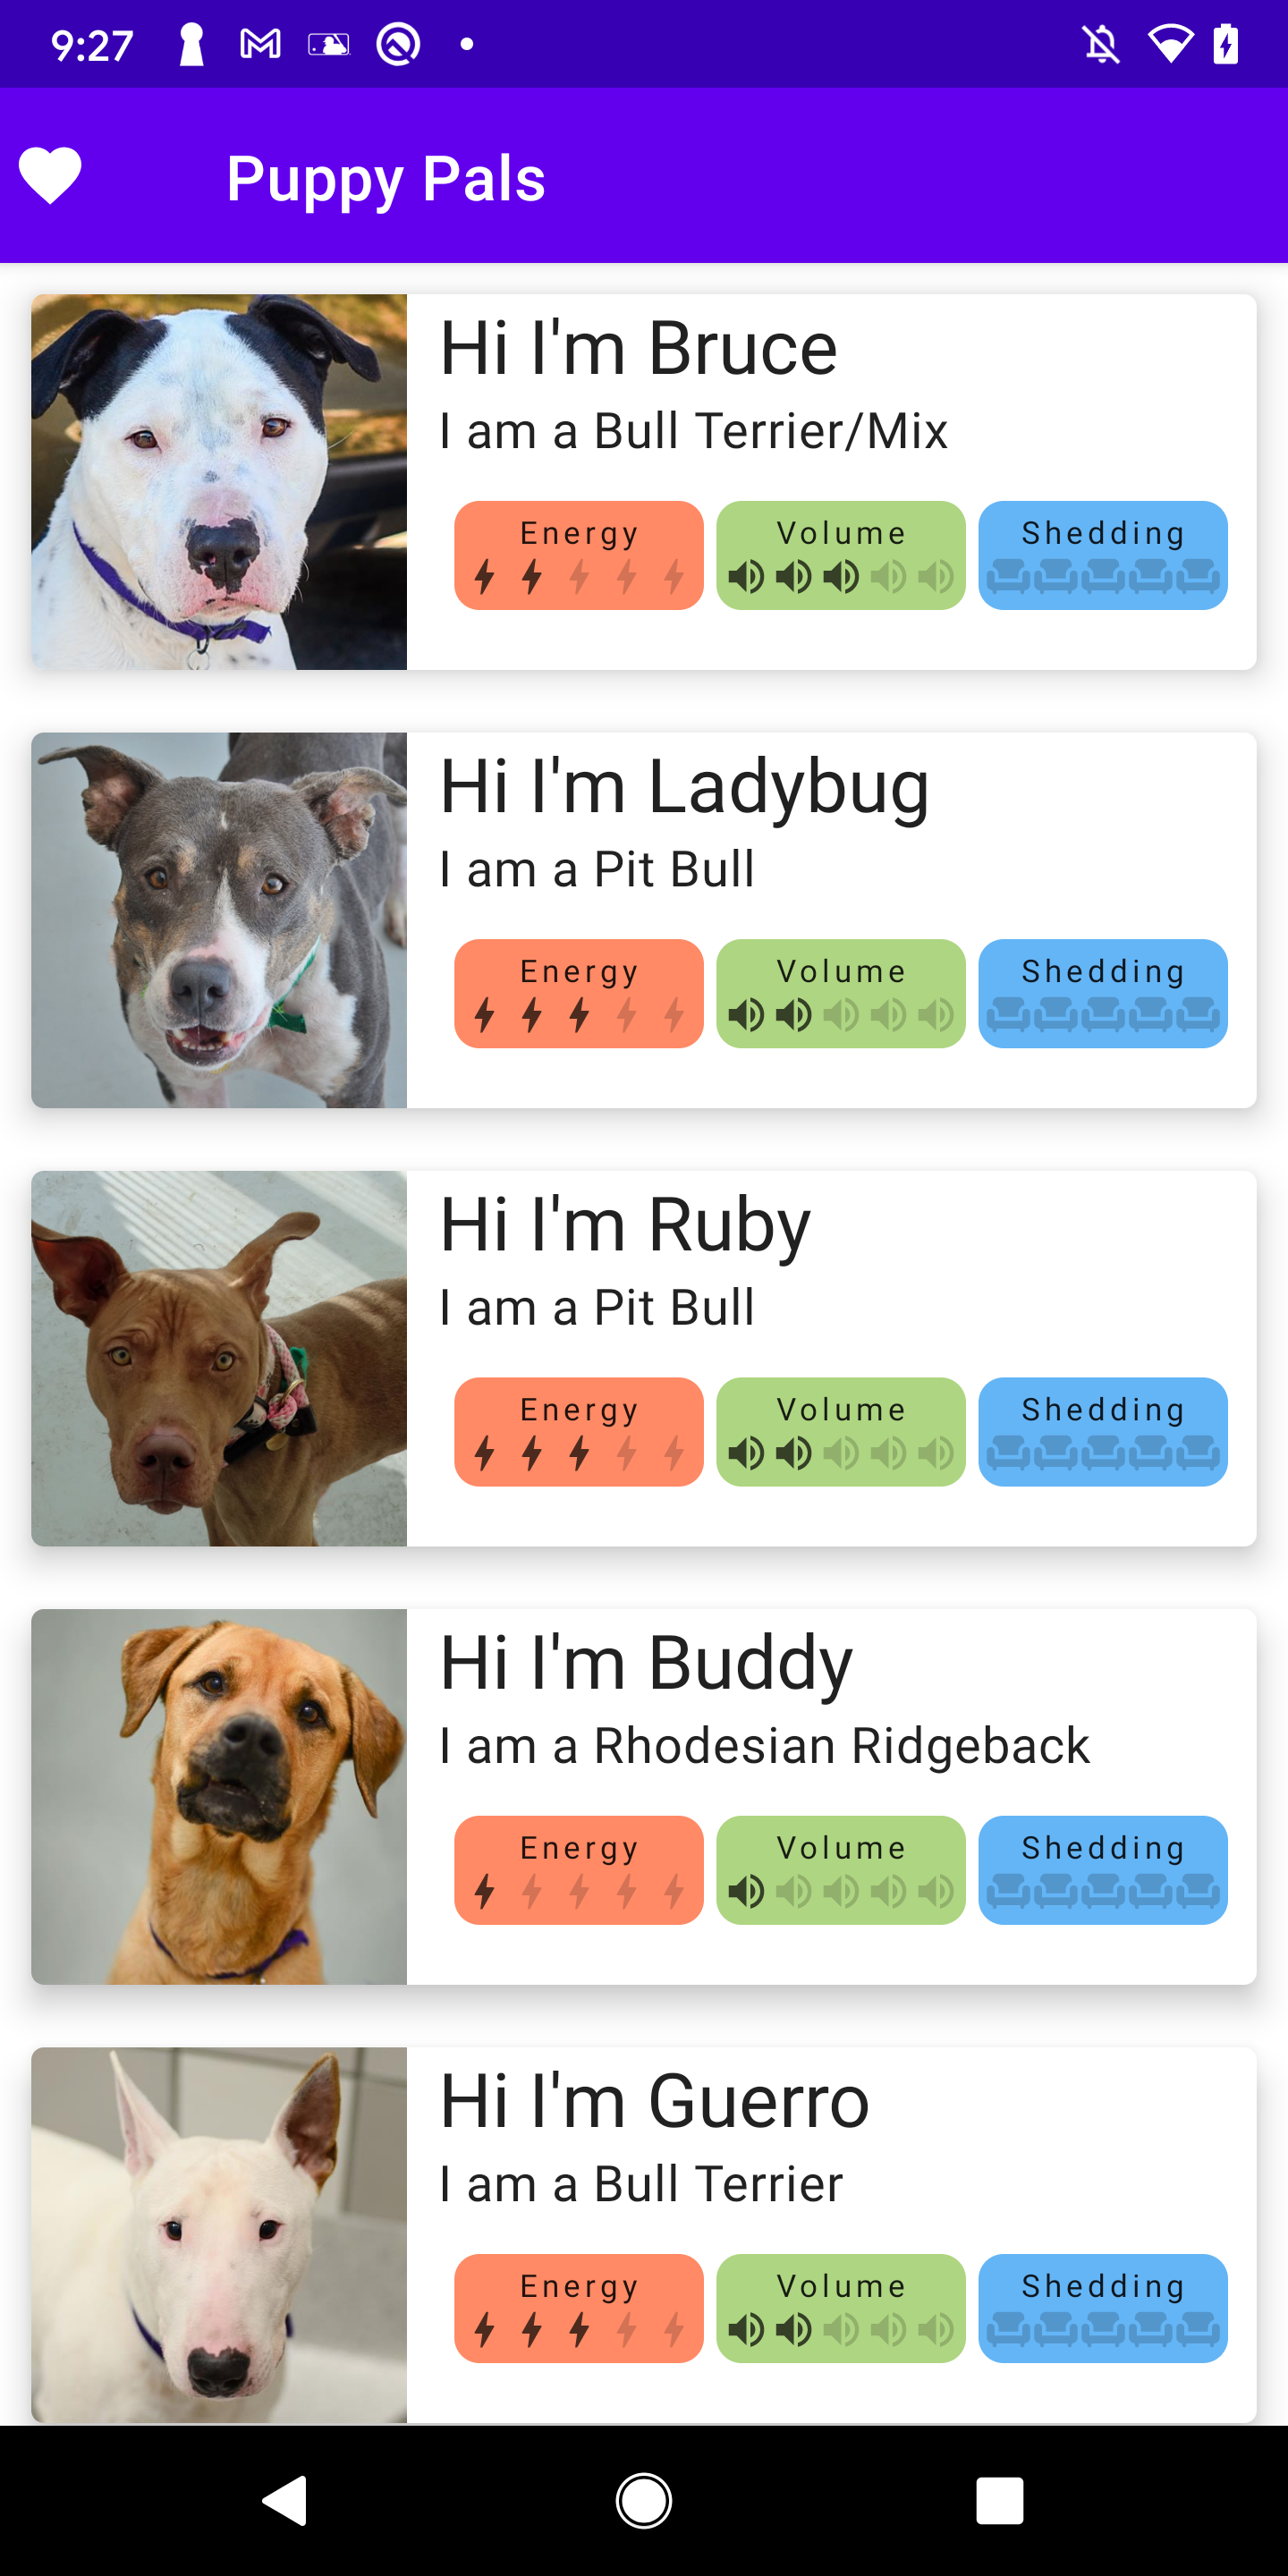 9:27
Puppy Pals
Hi I'm Bruce
I am a Bull Terrier/Mix
Energy Volume Shedding
Hi I'm Ladybug
I am a Pit Bull
Energy Volume Shedding
Hi I'm Ruby
I am a Pit Bull
Energy Volume Shedding
Hi I'm Buddy
I am a Rhodesian Ridgeback
Energy Volume Shedding
Hi I'm Guerro
I am a Bull Terrier
Energy Volume Shedding